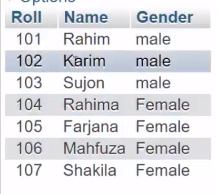 Options
Roll Name Gender
101 Rahim male
102 Karim male
103 Sujon male
104 Rahima Female
105 Farjana Female
106 Mahfuza Female
107 Shakila Female